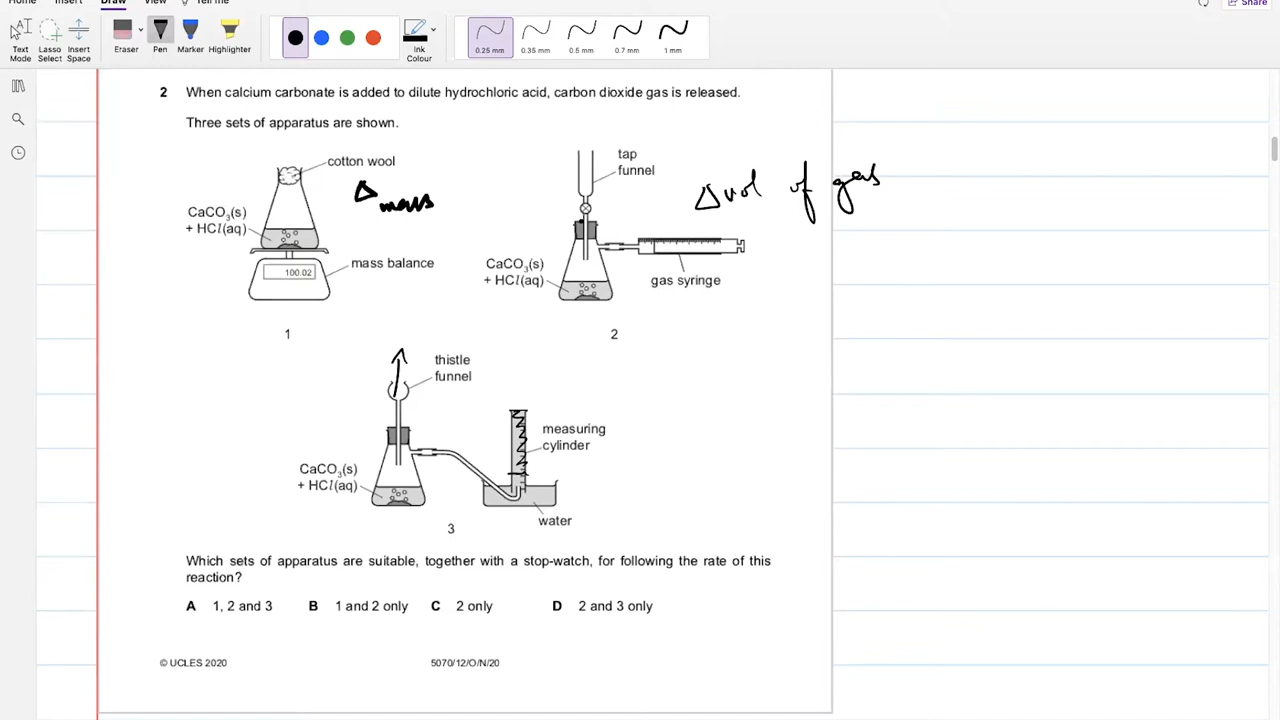 Home Insert Draw View Tell me
Share
Text
Mode
Lasso
Select
Insert
Space
Eraser
Pen
Marker
Highlighter
Ink
Colour
0.25 mm
0.35 mm
0.5 mm
0.7 mm
1 mm
2 When calcium carbonate is added to dilute hydrochloric acid, carbon dioxide gas is released.
Three sets of apparatus are shown.
cotton wool
Δmass
CaCO₃(s)
+ HCl(aq)
mass balance
100.02
1
tap
funnel
Δvol of gas
CaCO₃(s)
+ HCl(aq)
gas syringe
2
thistle
funnel
measuring
cylinder
CaCO₃(s)
+ HCl(aq)
water
3
Which sets of apparatus are suitable, together with a stop-watch, for following the rate of this
reaction?
A 1, 2 and 3 B 1 and 2 only C 2 only D 2 and 3 only
© UCLES 2020 5070/12/O/N/20